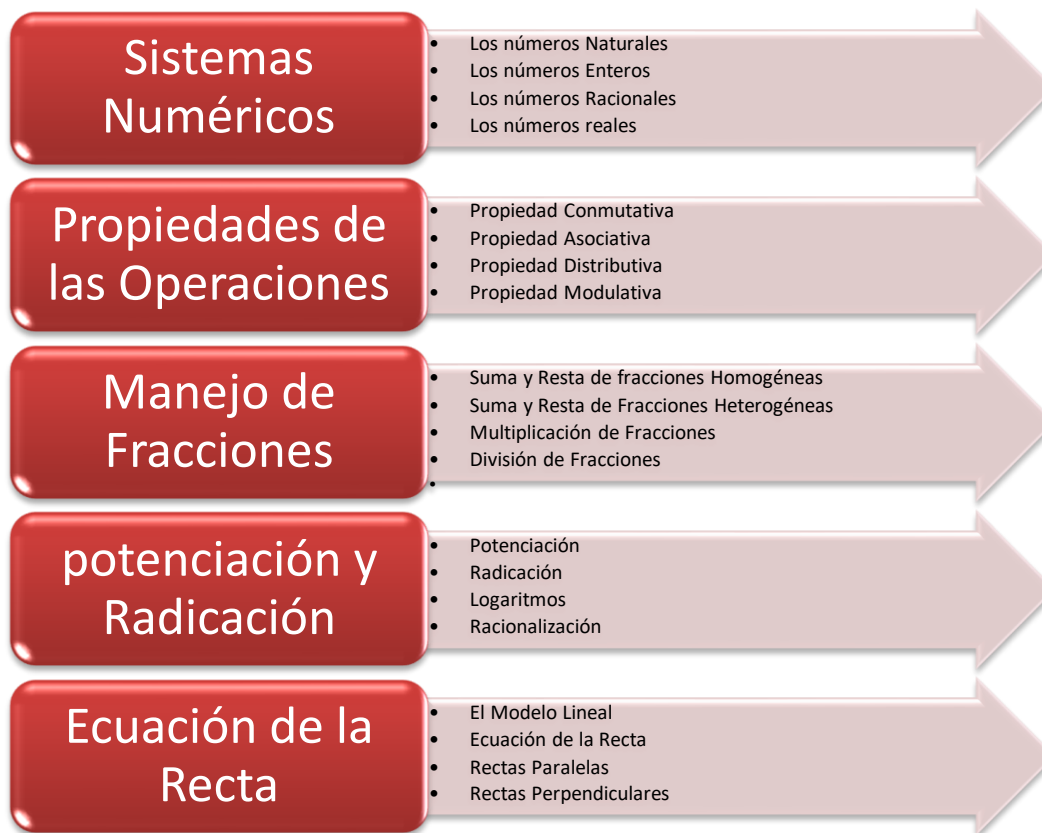 Sistemas
Numéricos
• Los números Naturales
• Los números Enteros
• Los números Racionales
• Los números reales
Propiedades de
las Operaciones
• Propiedad Conmutativa
• Propiedad Asociativa
• Propiedad Distributiva
• Propiedad Modulativa
Manejo de
Fracciones
• Suma y Resta de fracciones Homogéneas
• Suma y Resta de Fracciones Heterogéneas
• Multiplicación de Fracciones
• División de Fracciones
•
potenciación y
Radicación
• Potenciación
• Radicación
• Logaritmos
• Racionalización
Ecuación de la
Recta
• El Modelo Lineal
• Ecuación de la Recta
• Rectas Paralelas
• Rectas Perpendiculares